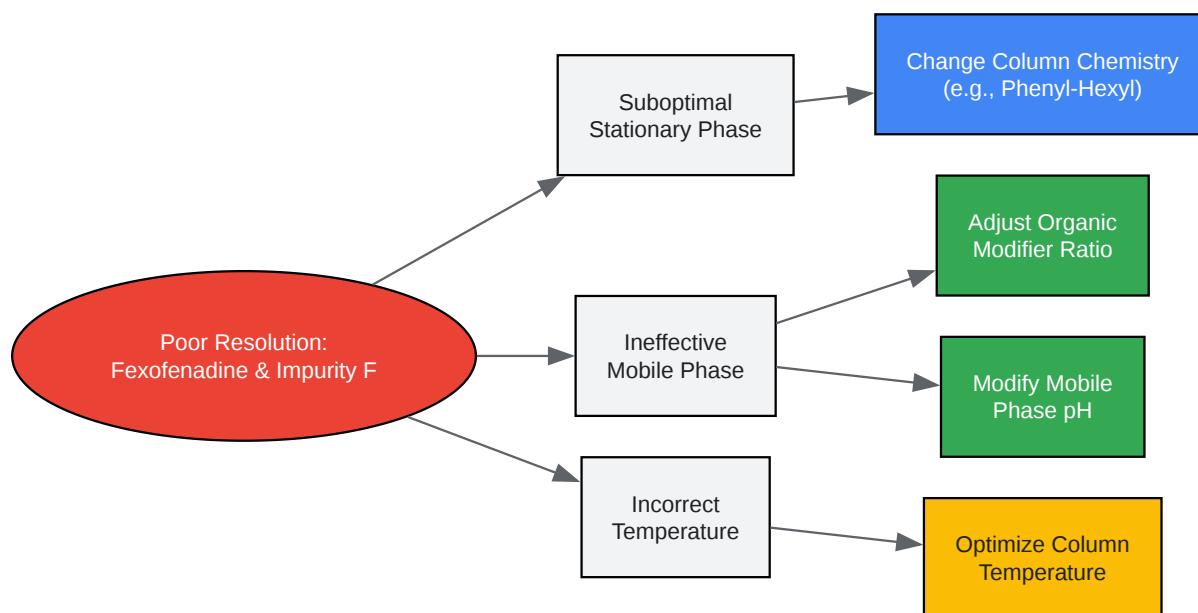 Poor Resolution:
Fexofenadine & Impurity F
Suboptimal
Stationary Phase
Change Column Chemistry
(e.g., Phenyl-Hexyl)
Ineffective
Mobile Phase
Adjust Organic
Modifier Ratio
Modify Mobile
Phase pH
Incorrect
Temperature
Optimize Column
Temperature